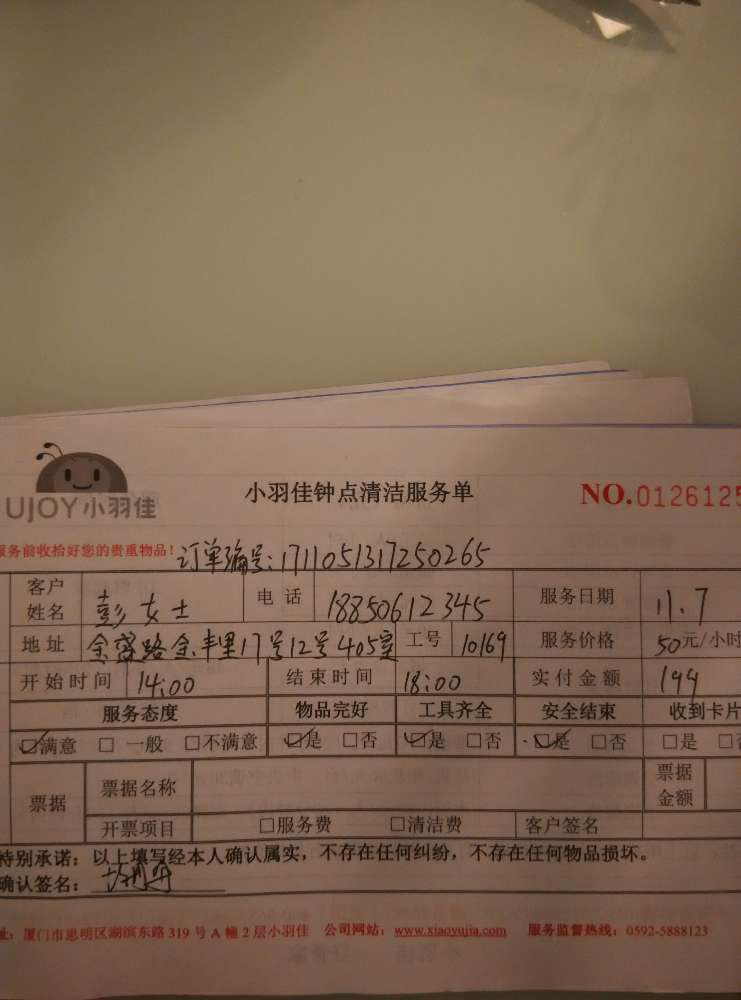 UJOY小羽佳
小羽佳钟点清洁服务单
NO.0126125
服务前收拾好您的贵重物品！
订单编号：1711051317250265
客户姓名 彭女士 电话 18850612345 服务日期 11.7
地址 余寮路余丰里17号12号405室 工号 10169 服务价格 50元/小时
开始时间 14:00 结束时间 18:00 实付金额 199
服务态度 物品完好 工具齐全 安全结束 收到卡片
☑满意 □一般 □不满意 ☑是 □否 ☑是 □否 ☑是 □否 □是 □否
票据 票据名称 票据金额
开票项目 □服务费 □清洁费 客户签名
特别承诺：以上填写经本人确认属实，不存在任何纠纷，不存在任何物品损坏。
确认签名：
址：厦门市思明区湖滨东路319号A幢2层小羽佳 公司网站：www.xiaoyujia.com 服务监督热线：0592-5888123